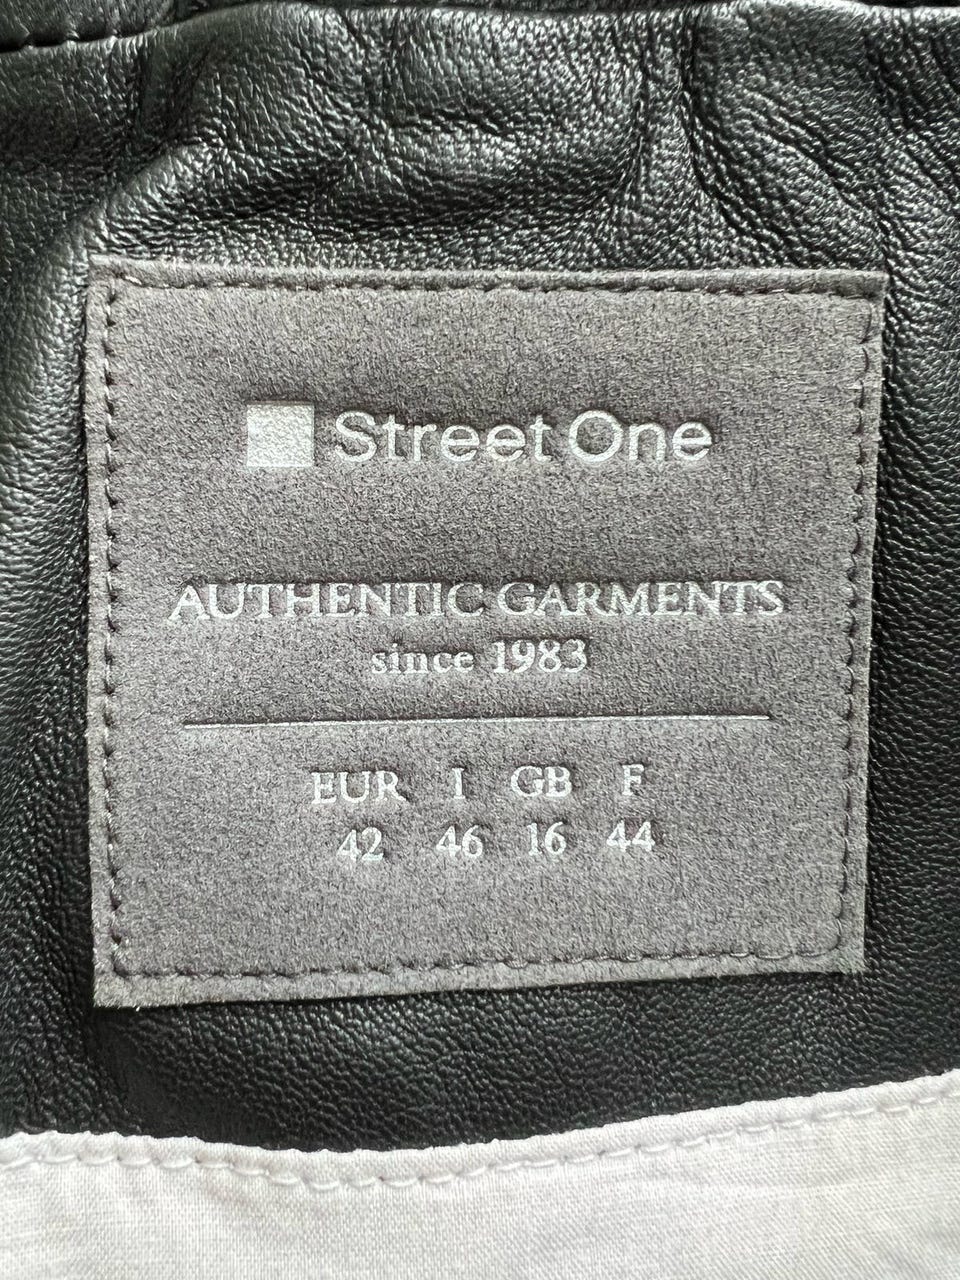 Street One
AUTHENTIC GARMENTS
since 1983
EUR I GB F
42 46 16 44